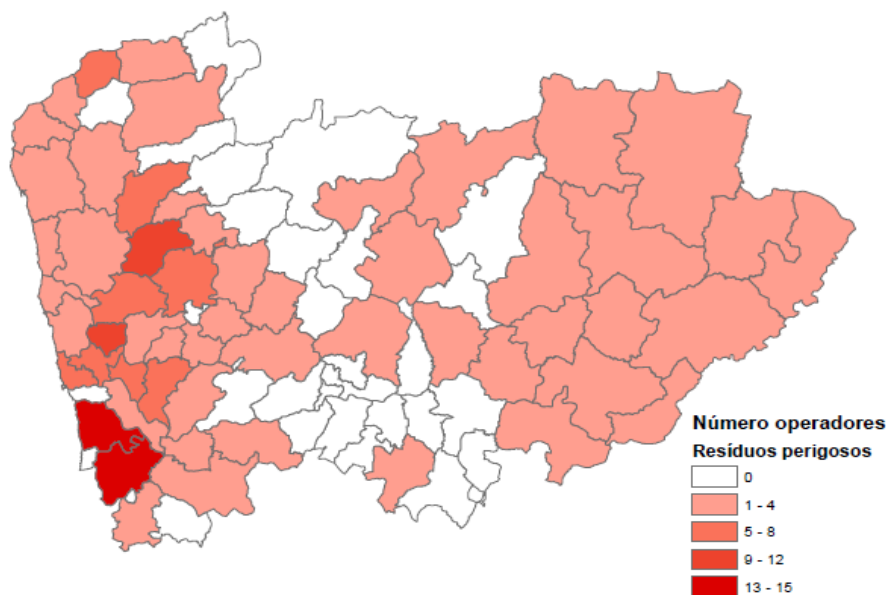 Número operadores
Resíduos perigosos
0
1 - 4
5 - 8
9 - 12
13 - 15